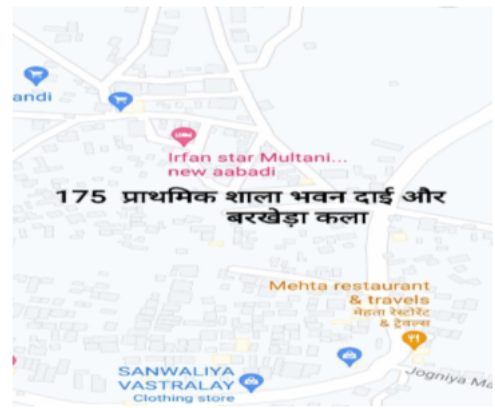 andi
Irfan star Multani...
new aabadi
175 प्राथमिक शाला भवन दाई और
बरखेड़ा कला
Mehta restaurant
& travels
मेहता रेस्टोरेंट
& ट्रेवल्स
Jogniya Ma
SANWALIYA
VASTRALAY
Clothing store